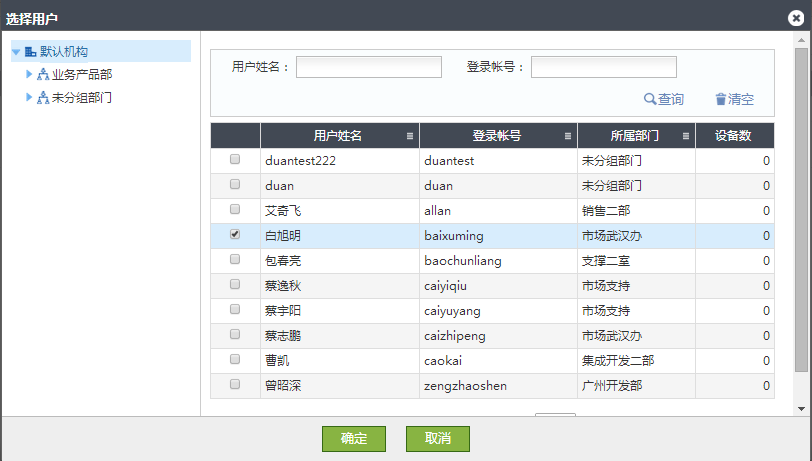 选择用户
默认机构
业务产品部
未分组部门
用户姓名： 登录帐号：
查询 清空
用户姓名 登录帐号 所属部门 设备数
duantest222 duantest 未分组部门 0
duan duan 未分组部门 0
艾奇飞 allan 销售二部 0
白旭明 baixuming 市场武汉办 0
包春亮 baochunliang 支撑二室 0
蔡逸秋 caiyiqiu 市场支持 0
蔡宇阳 caiyuyang 市场支持 0
蔡志鹏 caizhipeng 市场武汉办 0
曹凯 caokai 集成开发二部 0
曾昭深 zengzhaoshen 广州开发部 0
确定 取消